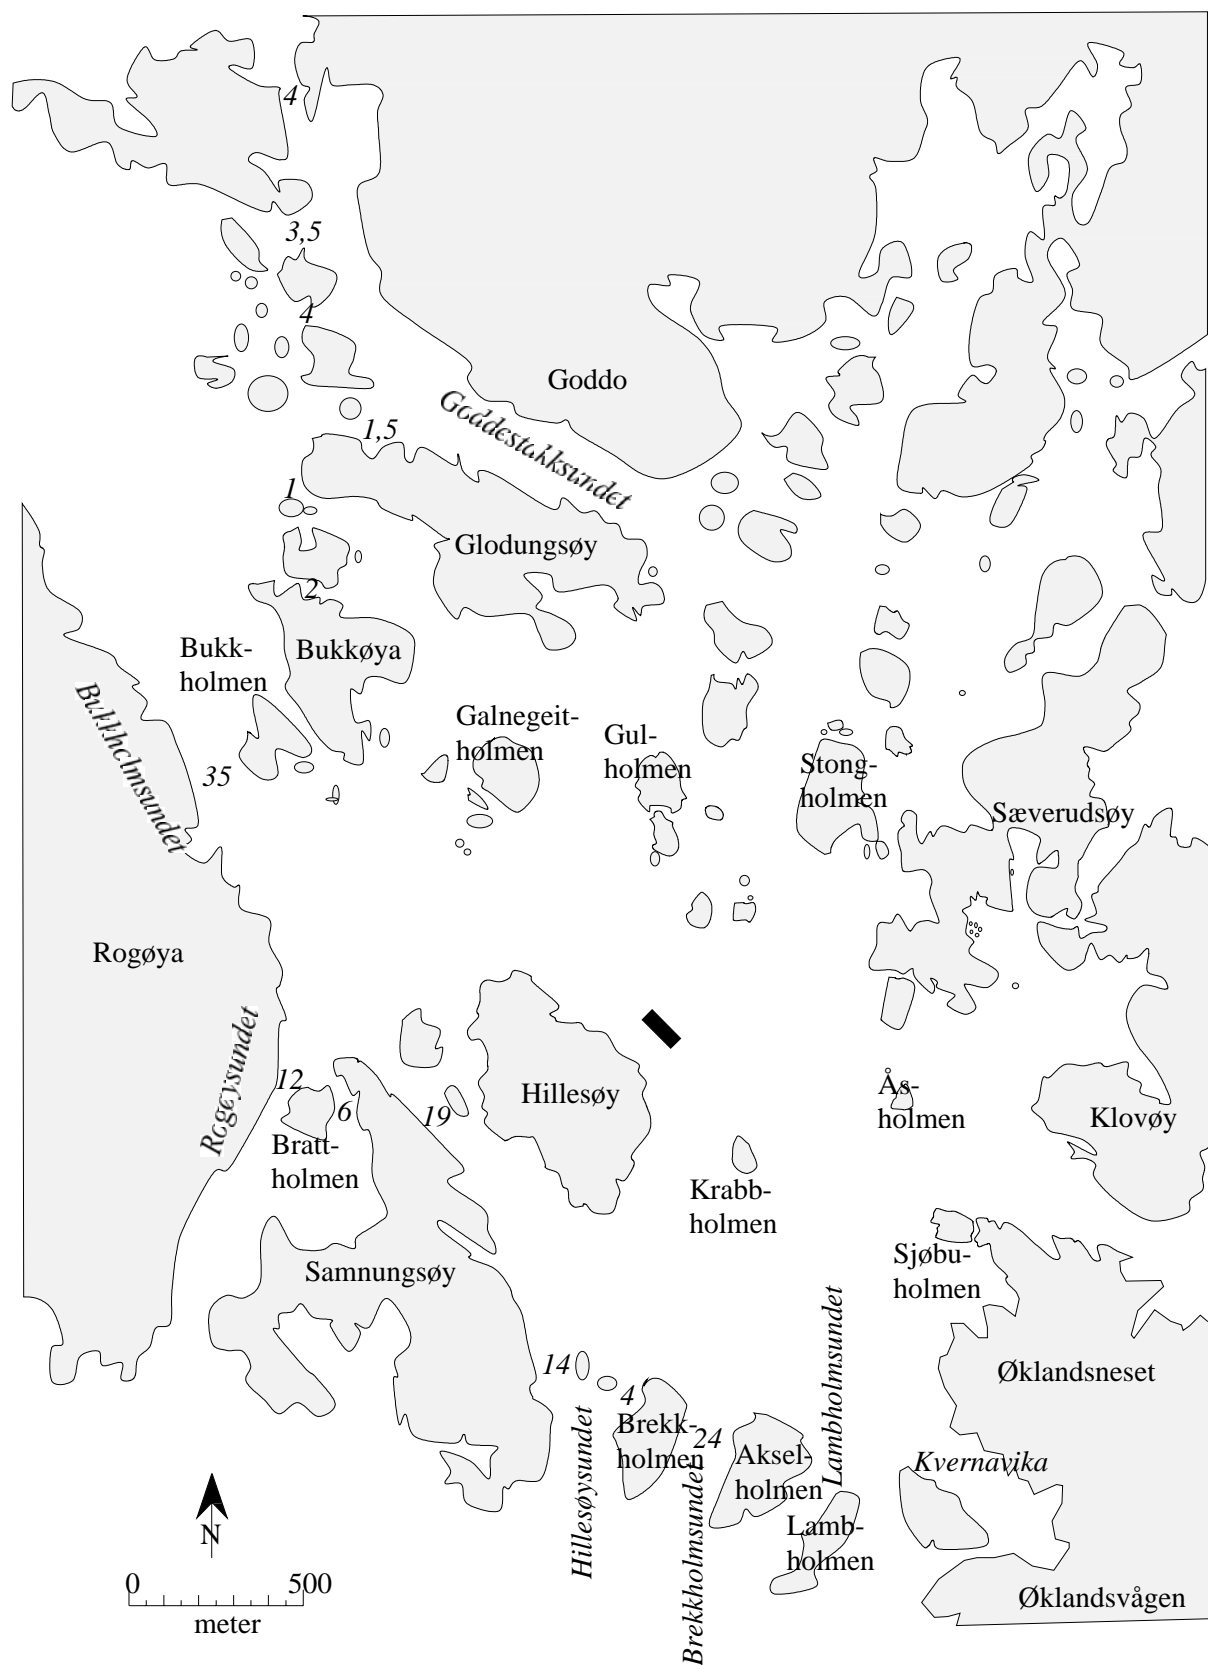 4
3,5
4
Goddo
Goddestakksundet
1,5
1
Glodungsøy
2
Bukk-
holmen
Bukkøya
Bukkholmsundet
35
Galnegeit-
holmen
Gul-
holmen
Stong-
holmen
Sæverudsøy
Rogøya
Rogøysundet
12
6
19
Hillesøy
Ås-
holmen
Klovøy
Bratt-
holmen
Krabb-
holmen
Sjøbu-
holmen
Samnungsøy
14
4
Brekk-
holmen
24
Aksel-
holmen
Øklandsneset
Kvernavika
Hillesøysundet
Brekkholmsundet
Lambholmsundet
Lamb-
holmen
Øklandsvågen
N
0 500
meter